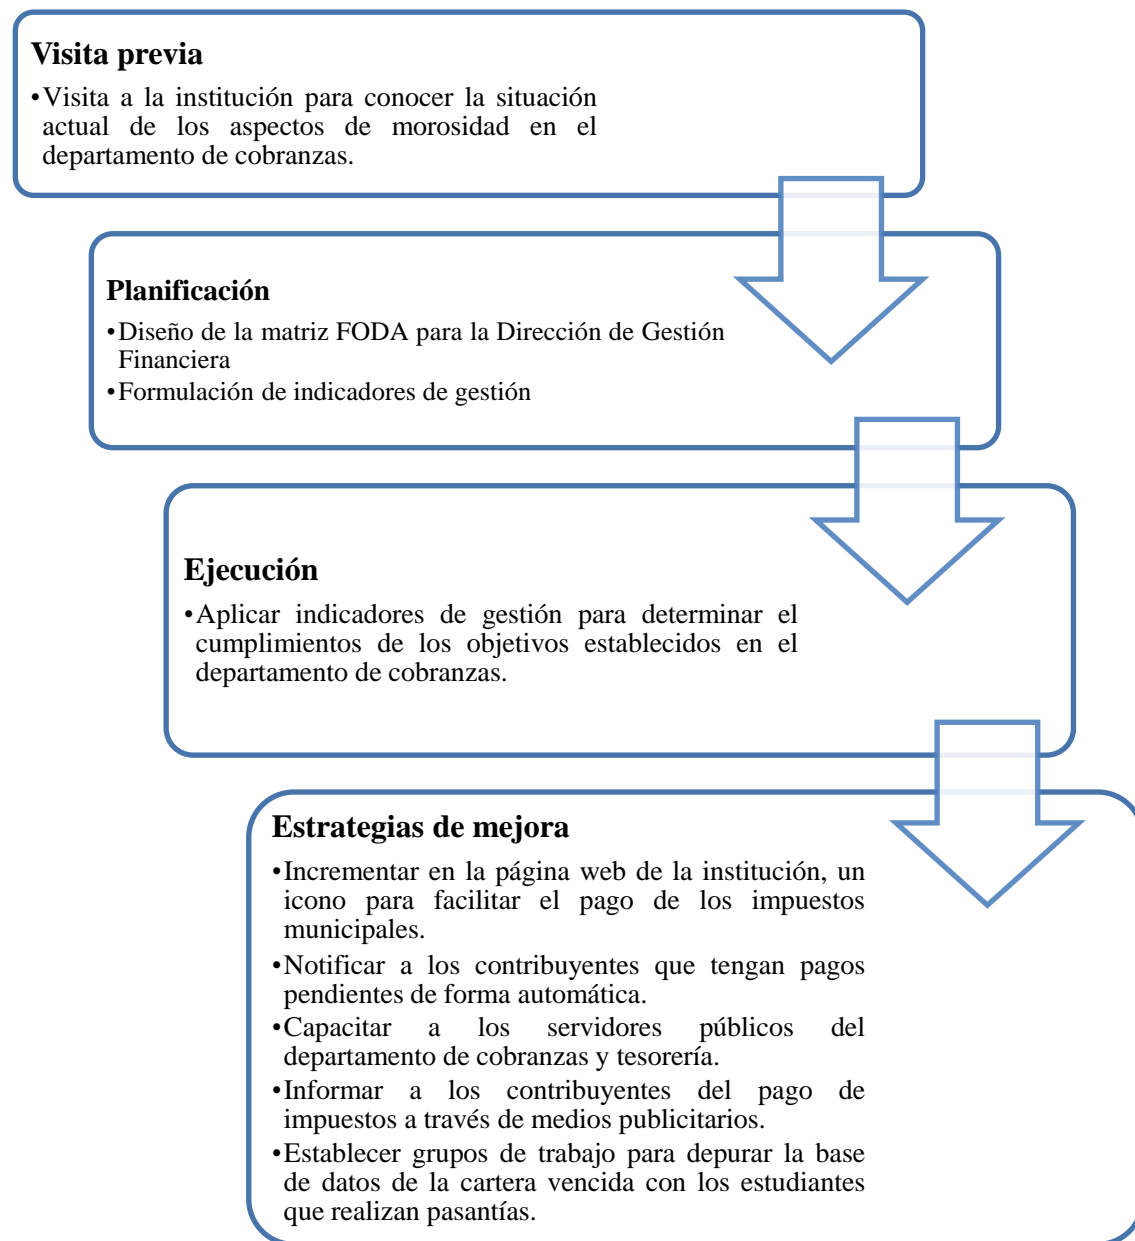 Visita previa
•Visita a la institución para conocer la situación
actual de los aspectos de morosidad en el
departamento de cobranzas.
Planificación
•Diseño de la matriz FODA para la Dirección de Gestión
Financiera
•Formulación de indicadores de gestión
Ejecución
•Aplicar indicadores de gestión para determinar el
cumplimientos de los objetivos establecidos en el
departamento de cobranzas.
Estrategias de mejora
•Incrementar en la página web de la institución, un
icono para facilitar el pago de los impuestos
municipales.
•Notificar a los contribuyentes que tengan pagos
pendientes de forma automática.
•Capacitar a los servidores públicos del
departamento de cobranzas y tesorería.
•Informar a los contribuyentes del pago de
impuestos a través de medios publicitarios.
•Establecer grupos de trabajo para depurar la base
de datos de la cartera vencida con los estudiantes
que realizan pasantías.